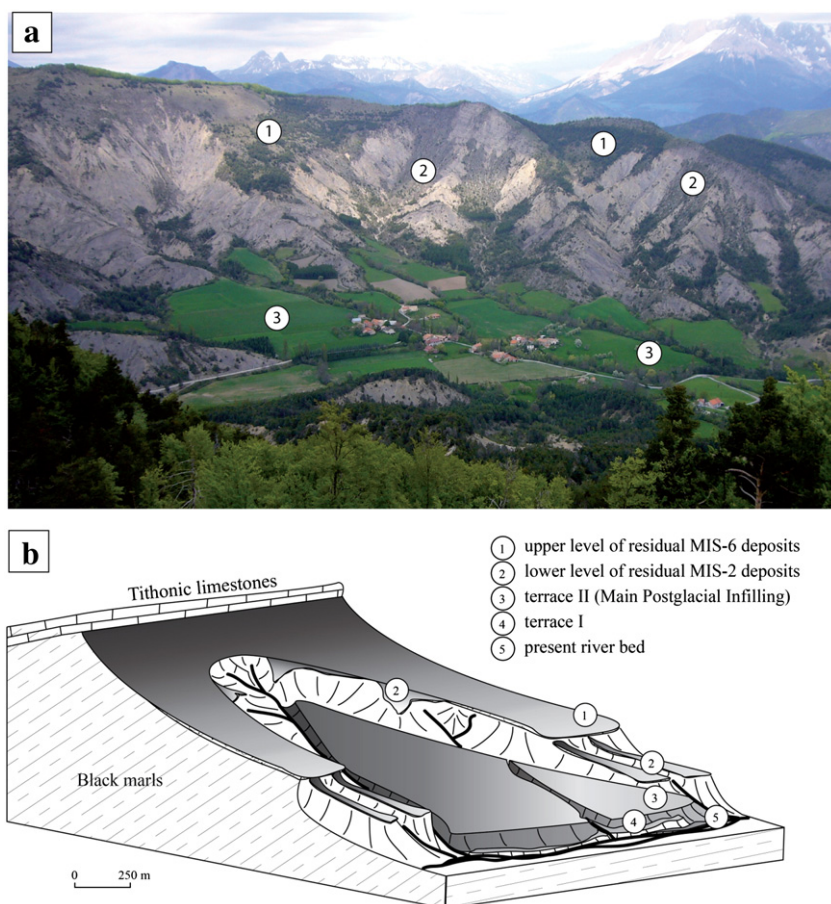 a
1
1
2
2
3
3
b
1 upper level of residual MIS-6 deposits
2 lower level of residual MIS-2 deposits
3 terrace II (Main Postglacial Infilling)
4 terrace I
5 present river bed
Tithonic limestones
2
1
Black marls
2
3
4
5
0 250 m